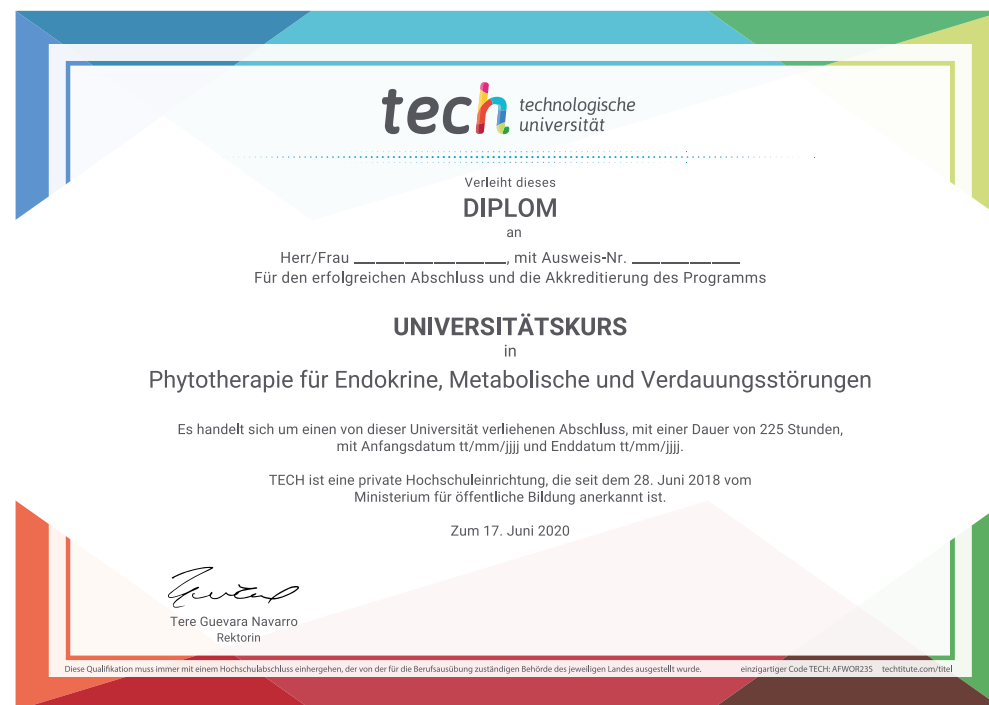 tech technologische
universität
Verleiht dieses
DIPLOM
an
Herr/Frau ____________, mit Ausweis-Nr. ____________
Für den erfolgreichen Abschluss und die Akkreditierung des Programms
UNIVERSITÄTSKURS
in
Phytotherapie für Endokrine, Metabolische und Verdauungsstörungen
Es handelt sich um einen von dieser Universität verliehenen Abschluss, mit einer Dauer von 225 Stunden,
mit Anfangsdatum tt/mm/jjjj und Enddatum tt/mm/jjjj.
TECH ist eine private Hochschuleinrichtung, die seit dem 28. Juni 2018 vom
Ministerium für öffentliche Bildung anerkannt ist.
Zum 17. Juni 2020
Tere Guevara Navarro
Rektorin
Diese Qualifikation muss immer mit einem Hochschulabschluss einhergehen, der von der für die Berufsausübung zuständigen Behörde des jeweiligen Landes ausgestellt wurde. einzigartiger Code TECH: AFWOR23S techtitute.com/titel